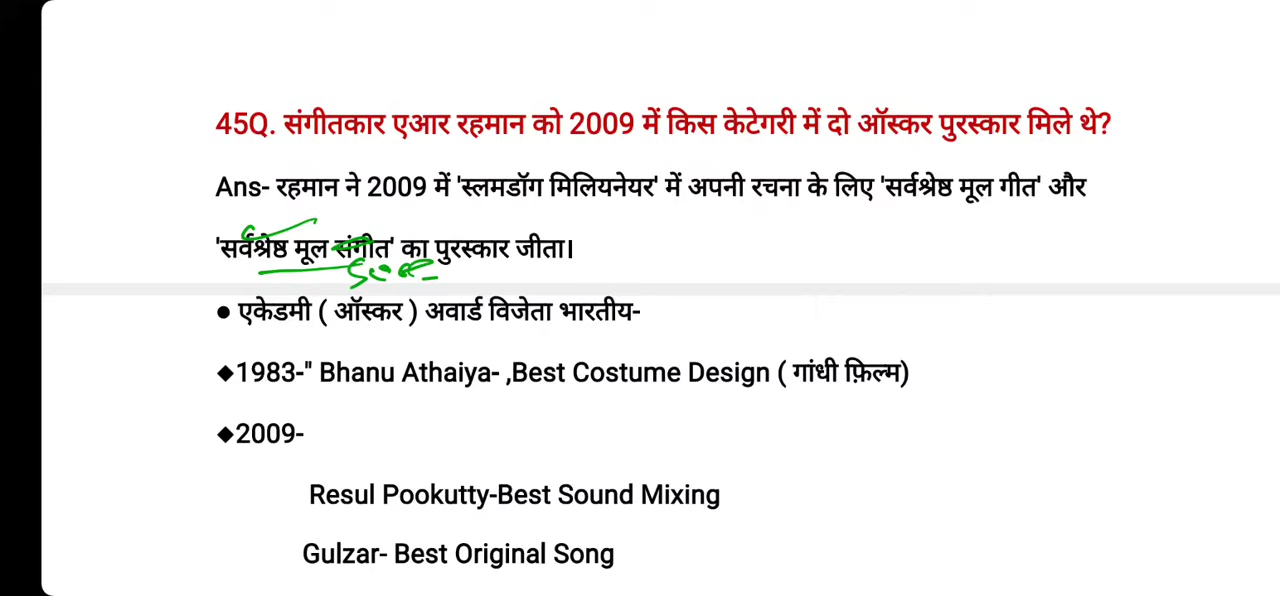 45Q. संगीतकार एआर रहमान को 2009 में किस केटेगरी में दो ऑस्कर पुरस्कार मिले थे?
Ans- रहमान ने 2009 में 'स्लमडॉग मिलियनेयर' में अपनी रचना के लिए 'सर्वश्रेष्ठ मूल गीत' और
'सर्वश्रेष्ठ मूल संगीत' का पुरस्कार जीता।
● एकेडमी ( ऑस्कर ) अवार्ड विजेता भारतीय-
◆1983-" Bhanu Athaiya- ,Best Costume Design ( गांधी फ़िल्म)
◆2009-
Resul Pookutty-Best Sound Mixing
Gulzar- Best Original Song